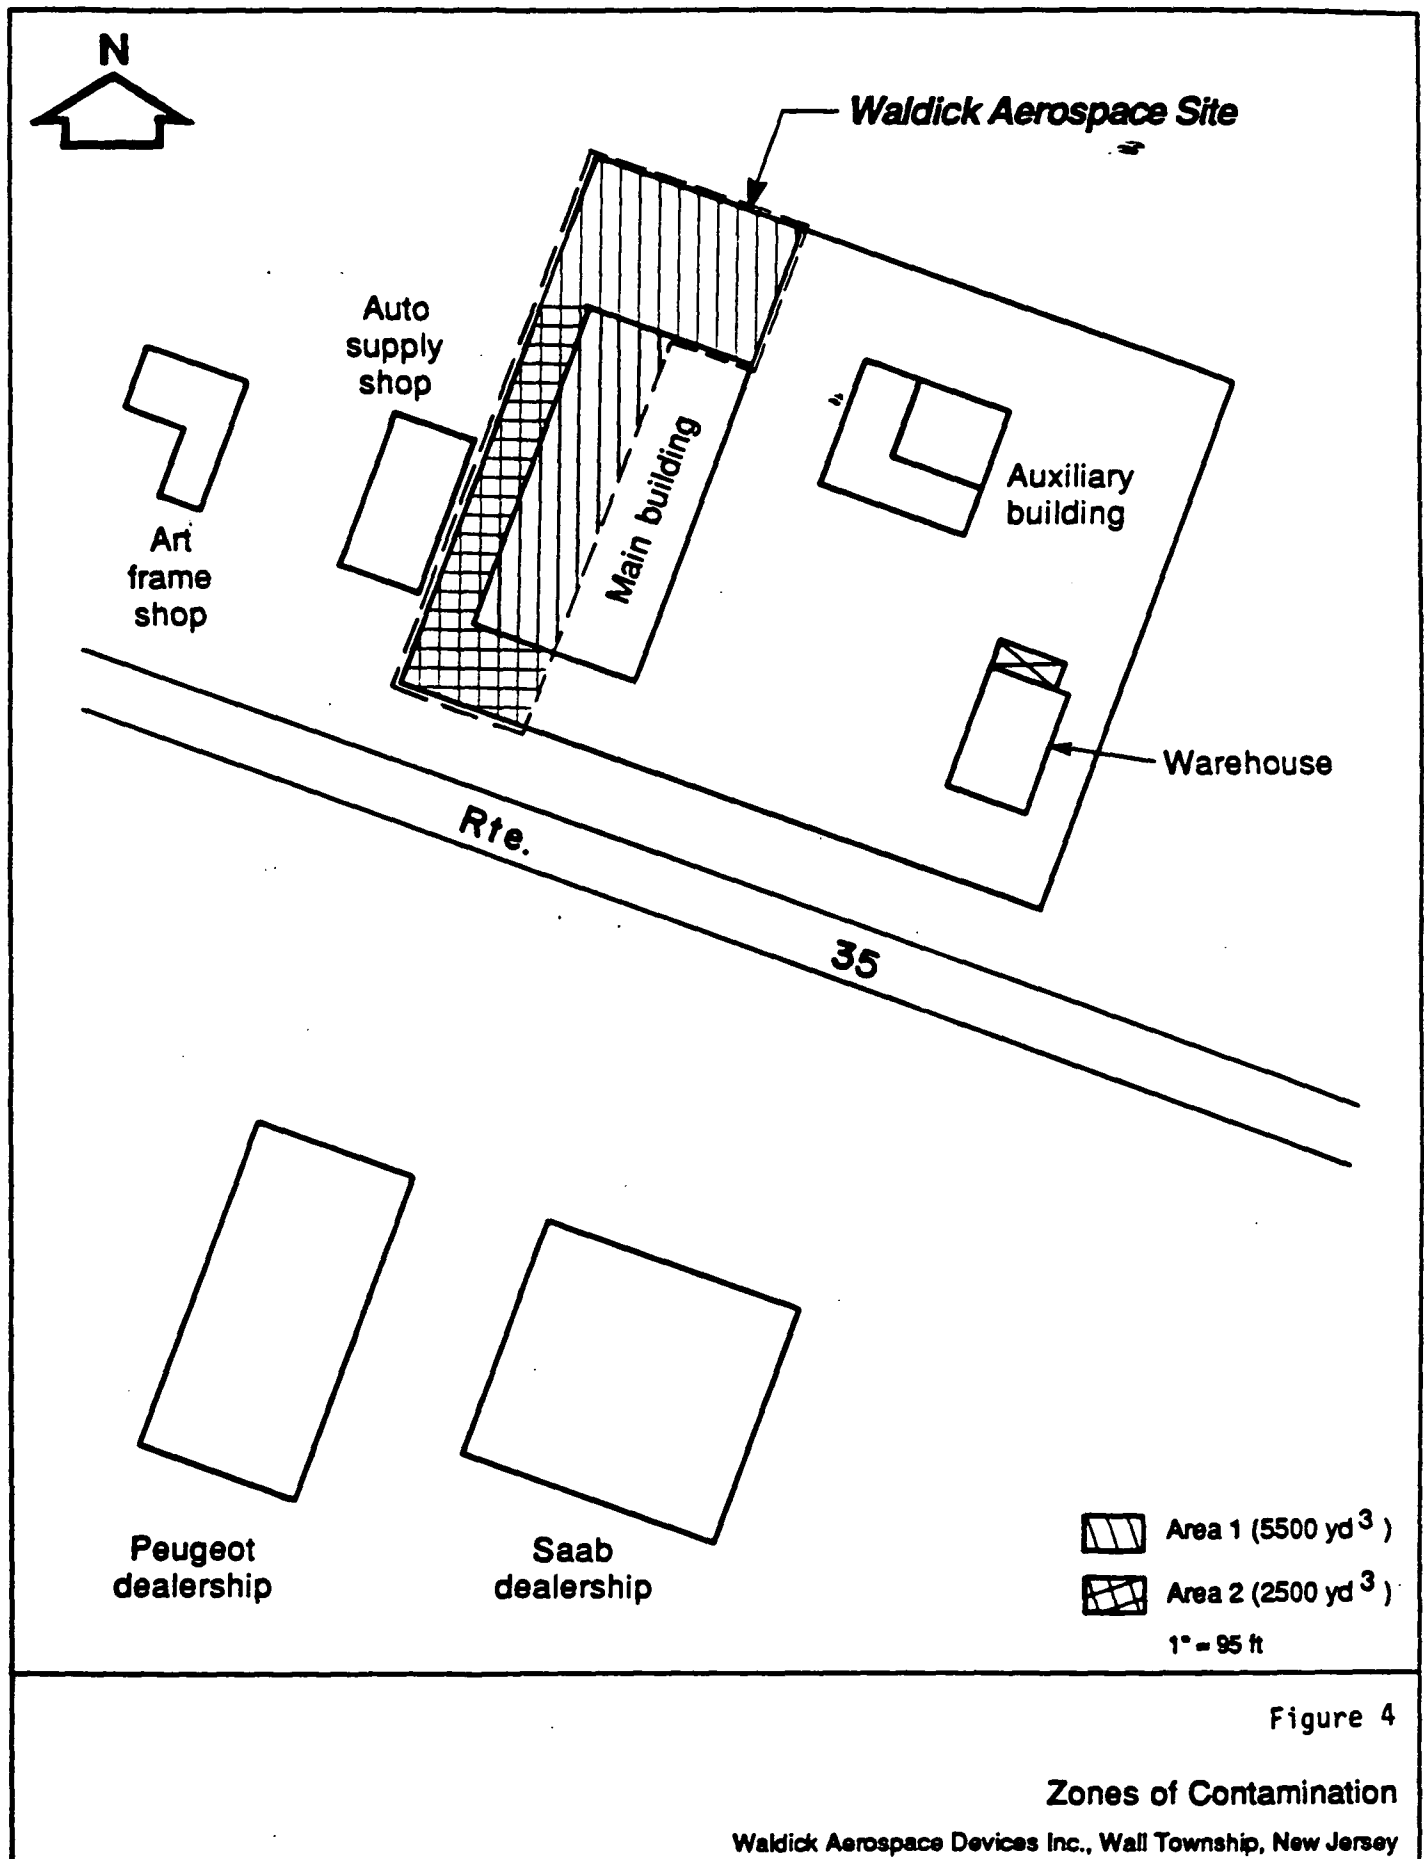 N
Waldick Aerospace Site
Auto
supply
shop
Art
frame
shop
Main building
Auxiliary
building
Warehouse
Rte.
35
Peugeot
dealership
Saab
dealership
Area 1 (5500 yd³)
Area 2 (2500 yd³)
1" = 95 ft
Figure 4
Zones of Contamination
Waldick Aerospace Devices Inc., Wall Township, New Jersey